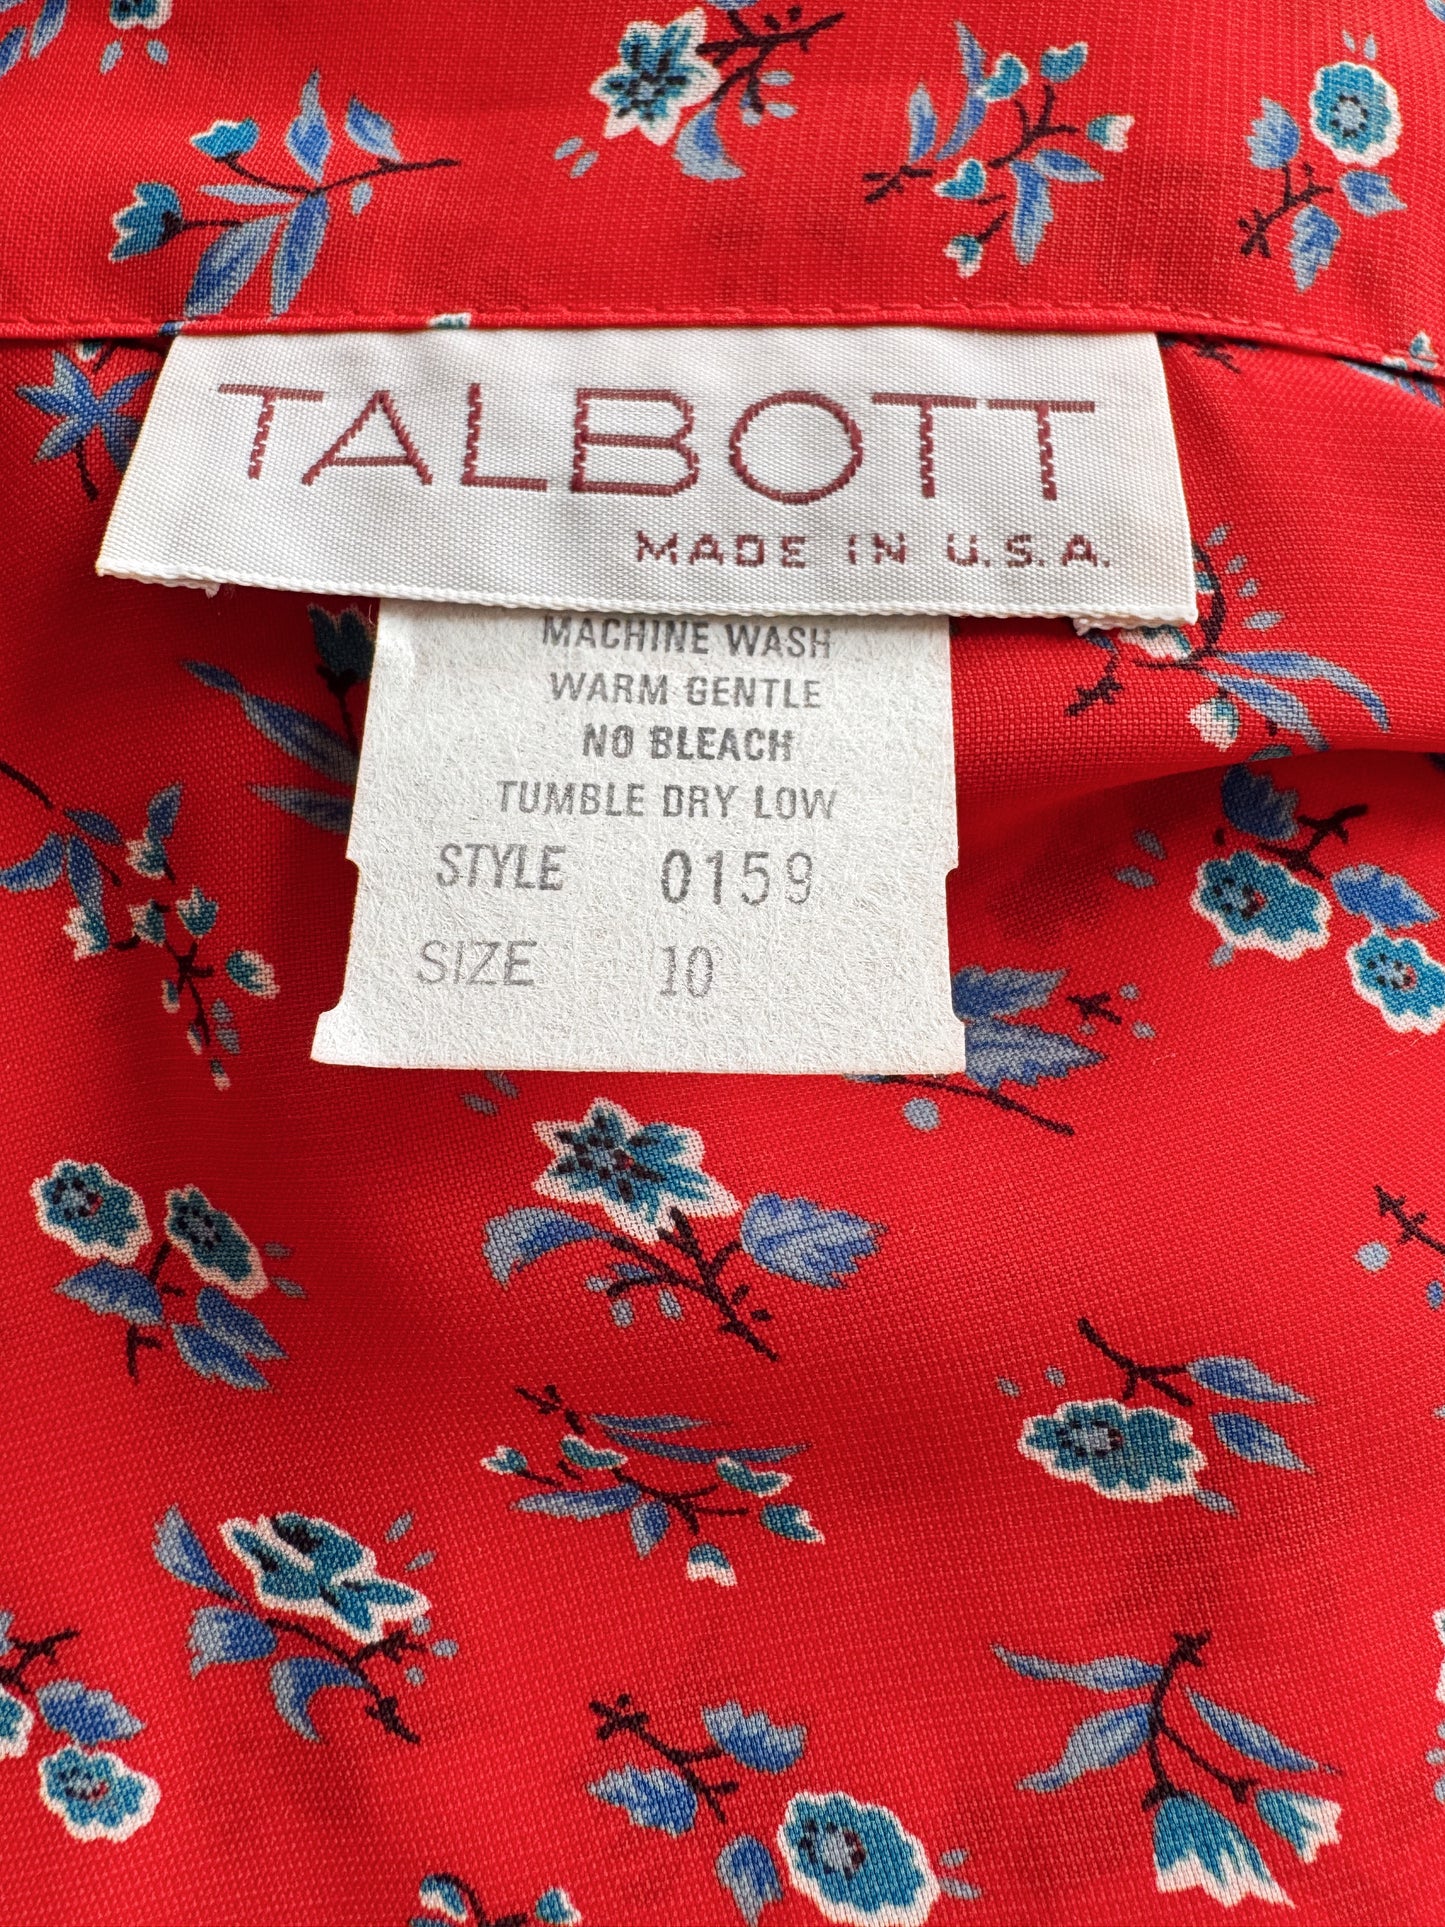 TALBOTT
MADE IN U.S.A.
MACHINE WASH
WARM GENTLE
NO BLEACH
TUMBLE DRY LOW
STYLE 0159
SIZE 10